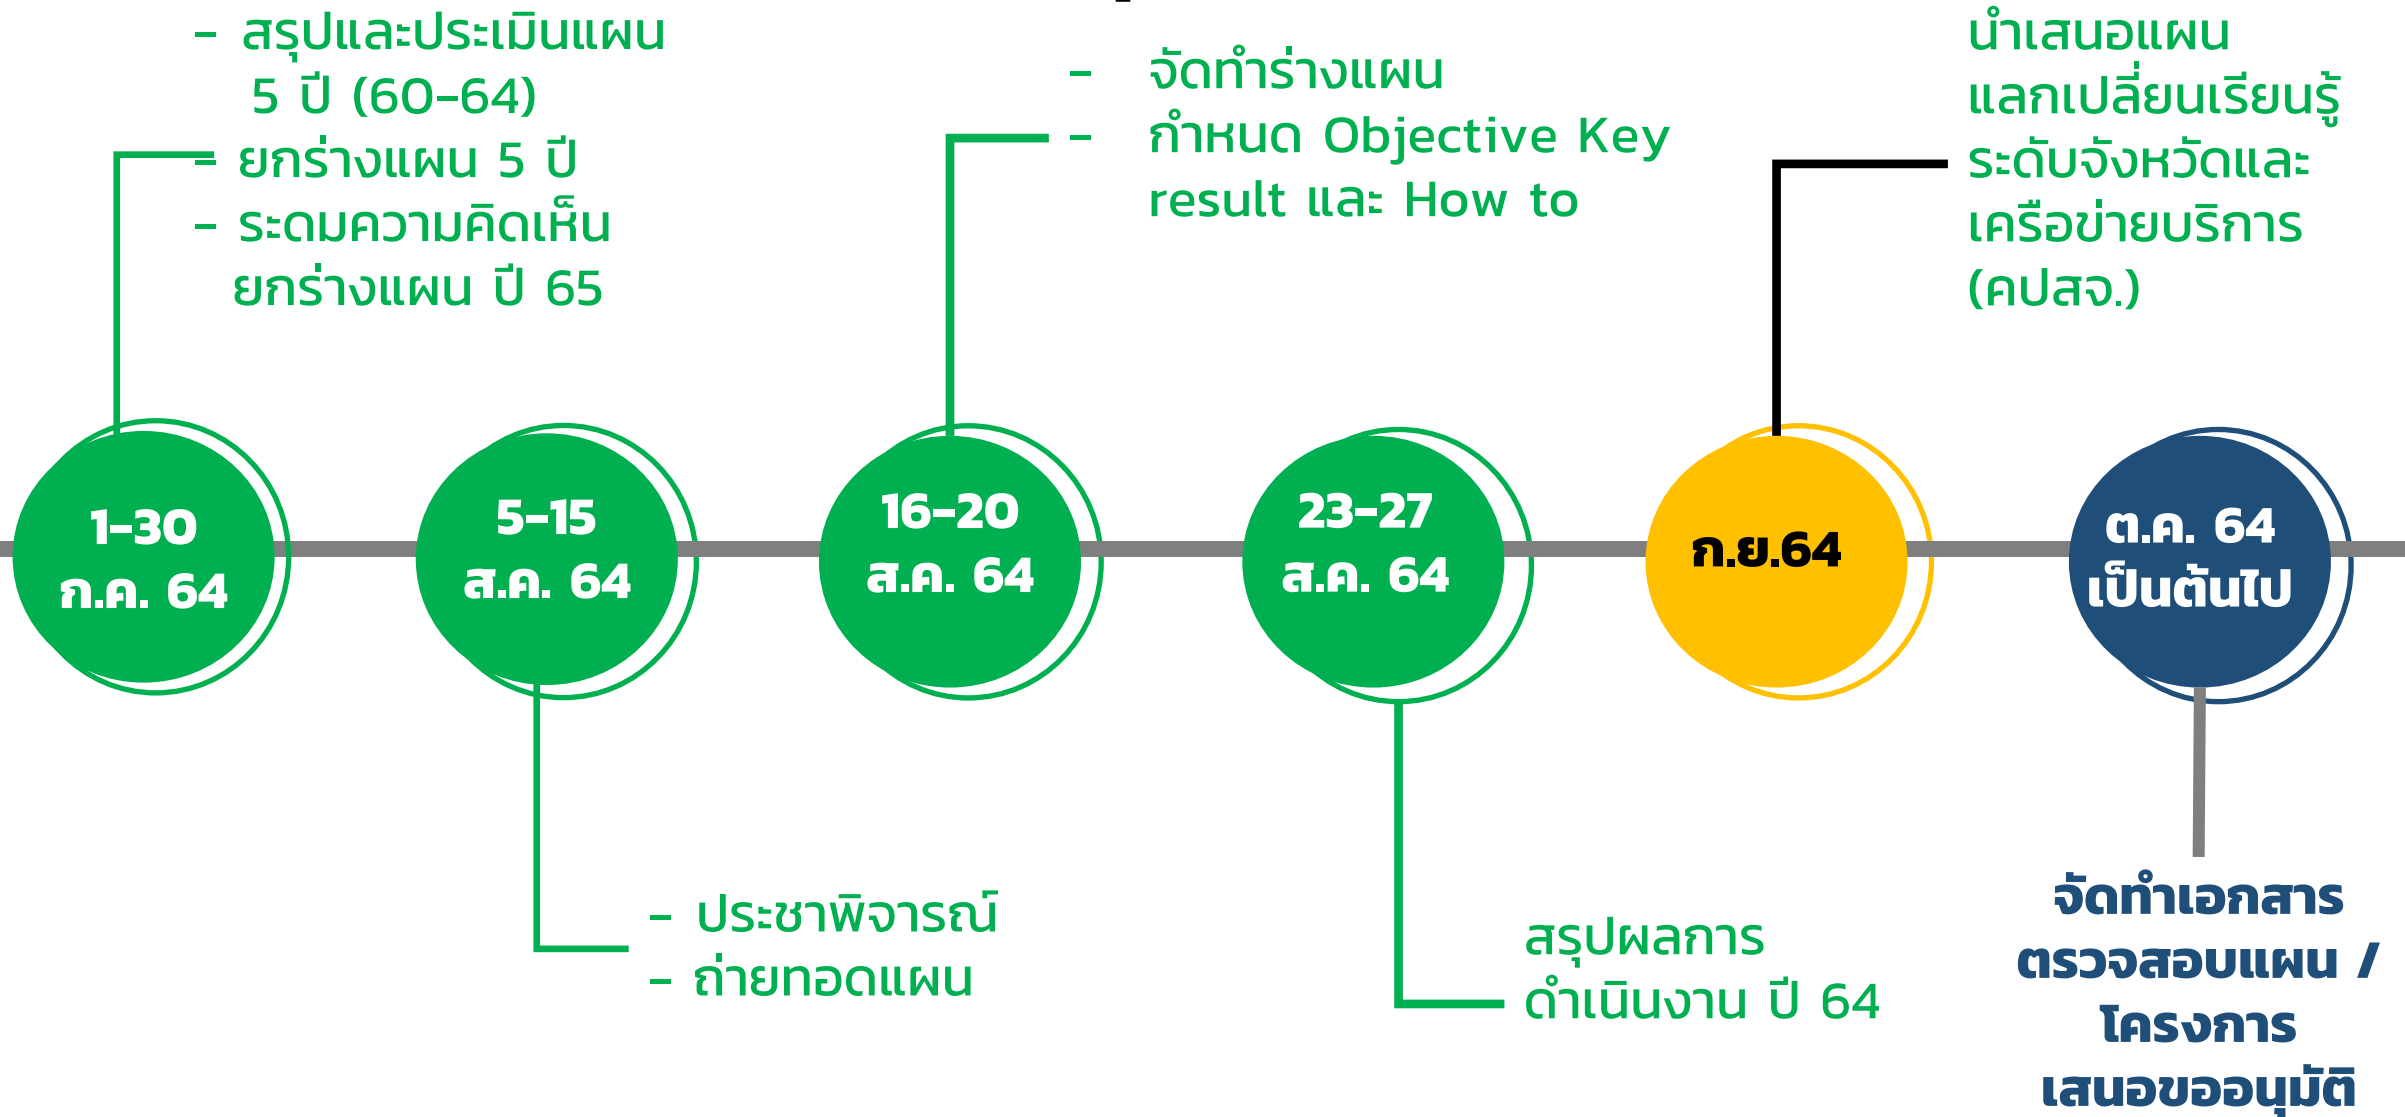 - สรุปและประเมินแผน
5 ปี (60-64)
- ยกร่างแผน 5 ปี
- ระดมความคิดเห็น
ยกร่างแผน ปี 65
- จัดทำร่างแผน
- กำหนด Objective Key
result และ How to
นำเสนอแผน
แลกเปลี่ยนเรียนรู้
ระดับจังหวัดและ
เครือข่ายบริการ
(คปสจ.)
1-30
ก.ค. 64
5-15
ส.ค. 64
16-20
ส.ค. 64
23-27
ส.ค. 64
ก.ย.64
ต.ค. 64
เป็นต้นไป
- ประชาพิจารณ์
- ถ่ายทอดแผน
สรุปผลการ
ดำเนินงาน ปี 64
จัดทำเอกสาร
ตรวจสอบแผน /
โครงการ
เสนอขออนุมัติ